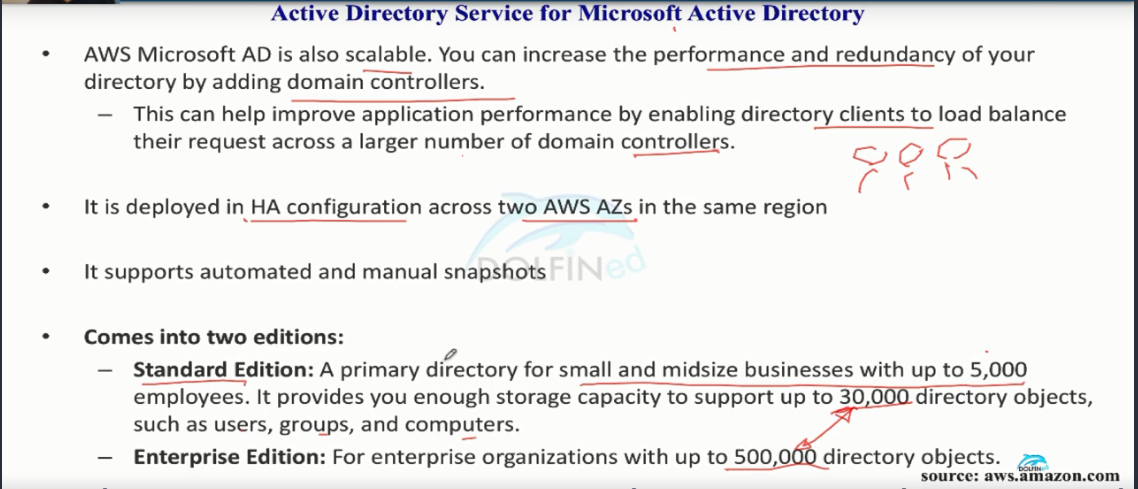 Active Directory Service for Microsoft Active Directory
• AWS Microsoft AD is also scalable. You can increase the performance and redundancy of your
directory by adding domain controllers.
– This can help improve application performance by enabling directory clients to load balance
their request across a larger number of domain controllers.
• It is deployed in HA configuration across two AWS AZs in the same region
• It supports automated and manual snapshots
DOLFINed
• Comes into two editions:
– Standard Edition: A primary directory for small and midsize businesses with up to 5,000
employees. It provides you enough storage capacity to support up to 30,000 directory objects,
such as users, groups, and computers.
– Enterprise Edition: For enterprise organizations with up to 500,000 directory objects.
DOLFINed
source: aws.amazon.com